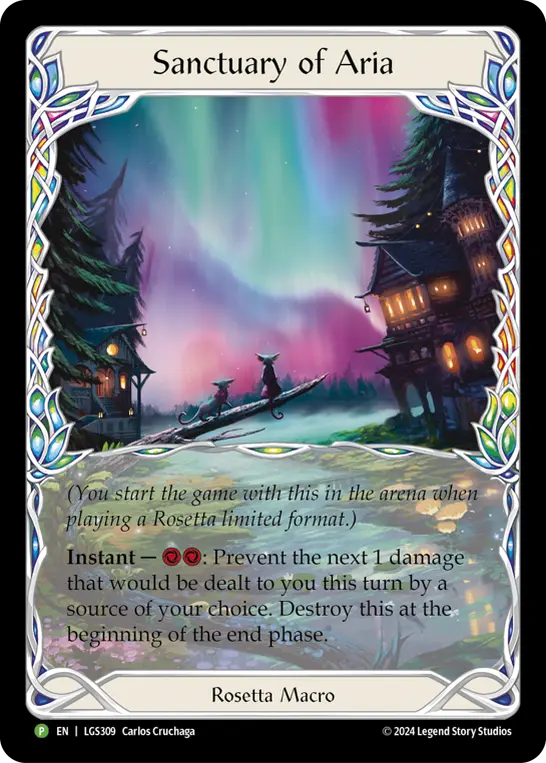 Sanctuary of Aria
(You start the game with this in the arena when
playing a Rosetta limited format.)
Instant — : Prevent the next 1 damage
that would be dealt to you this turn by a
source of your choice. Destroy this at the
beginning of the end phase.
Rosetta Macro
P EN | LGS309 Carlos Cruchaga © 2024 Legend Story Studios